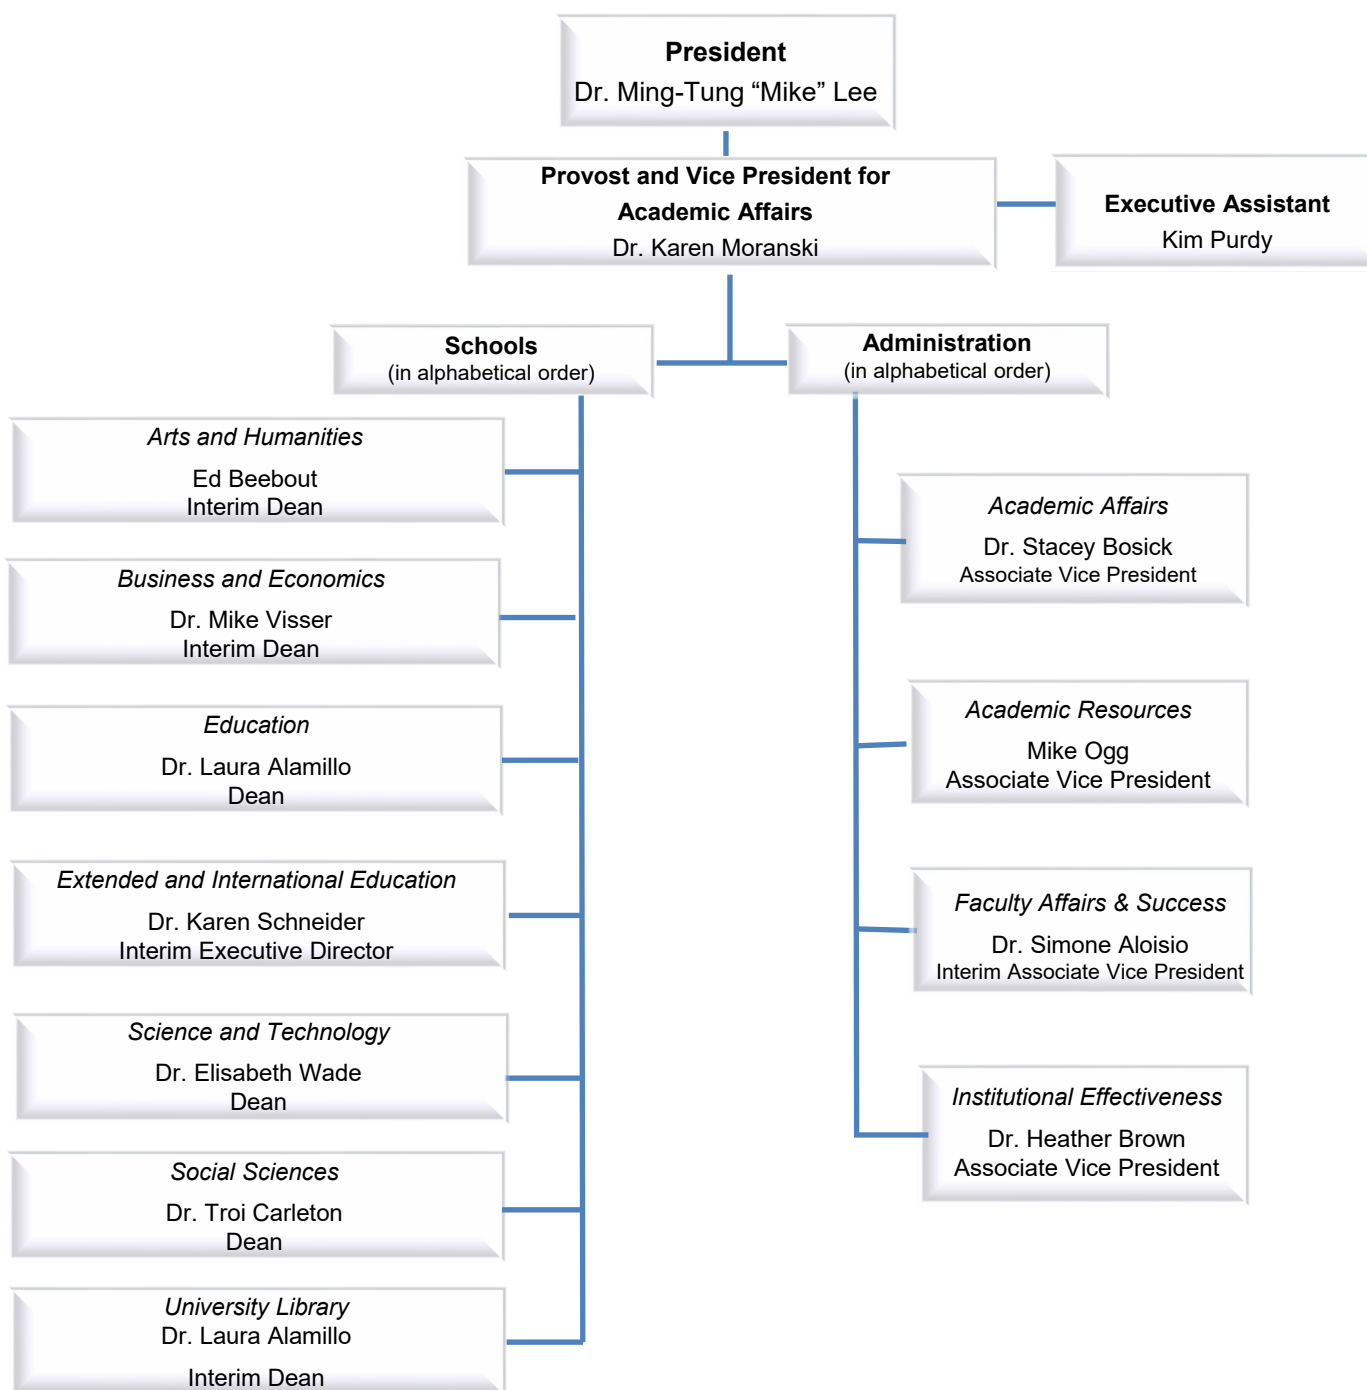 President
Dr. Ming-Tung “Mike” Lee
Provost and Vice President for
Academic Affairs
Dr. Karen Moranski
Executive Assistant
Kim Purdy
Schools
(in alphabetical order)
Arts and Humanities
Ed Beebout
Interim Dean
Business and Economics
Dr. Mike Visser
Interim Dean
Education
Dr. Laura Alamillo
Dean
Extended and International Education
Dr. Karen Schneider
Interim Executive Director
Science and Technology
Dr. Elisabeth Wade
Dean
Social Sciences
Dr. Troi Carleton
Dean
University Library
Dr. Laura Alamillo
Interim Dean
Administration
(in alphabetical order)
Academic Affairs
Dr. Stacey Bosick
Associate Vice President
Academic Resources
Mike Ogg
Associate Vice President
Faculty Affairs & Success
Dr. Simone Aloisio
Interim Associate Vice President
Institutional Effectiveness
Dr. Heather Brown
Associate Vice President